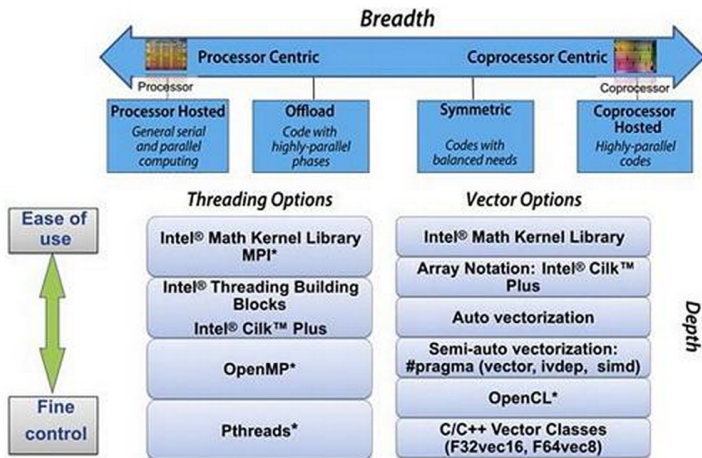 Breadth
Processor Centric
Coprocessor Centric
Processor
Coprocessor
Processor Hosted
General serial
and parallel
computing
Offload
Code with
highly-parallel
phases
Symmetric
Codes with
balanced needs
Coprocessor
Hosted
Highly-parallel
codes
Threading Options
Vector Options
Ease of
use
Fine
control
Intel® Math Kernel Library
MPI*
Intel® Threading Building
Blocks
Intel® Cilk™ Plus
OpenMP*
Pthreads*
Intel® Math Kernel Library
Array Notation: Intel® Cilk™
Plus
Auto vectorization
Semi-auto vectorization:
#pragma (vector, ivdep, simd)
OpenCL*
C/C++ Vector Classes
(F32vec16, F64vec8)
Depth